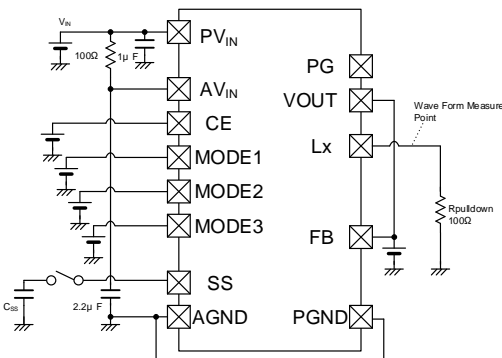 VIN
PVIN
100Ω
1μ F
PG
AVIN
VOUT
Wave Form Measure
Point
CE
Lx
MODE1
MODE2
Rpulldown
100Ω
MODE3
FB
SS
CSS
2.2μ F
AGND
PGND